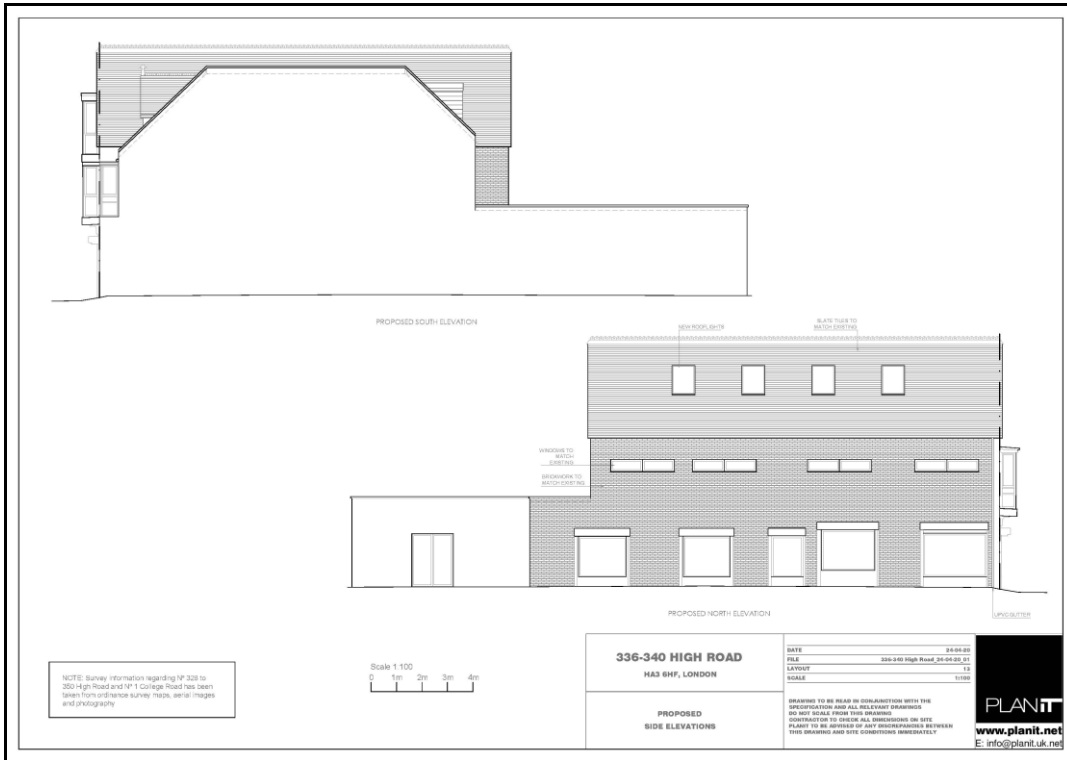 PROPOSED SOUTH ELEVATION
NEW ROOFLIGHTS
SLATE TILES TO
MATCH EXISTING
WINDOWS TO
MATCH
EXISTING
BRICKWORK TO
MATCH EXISTING
PROPOSED NORTH ELEVATION
UPVC GUTTER
NOTE: Survey information regarding Nº 328 to
350 High Road and Nº 1 College Road has been
taken from ordinance survey maps, aerial images
and photography
Scale 1:100
0 1m 2m 3m 4m
336-340 HIGH ROAD
HA3 6HF, LONDON
PROPOSED
SIDE ELEVATIONS
DATE 24-04-20
FILE 336-340 High Road_24-04-20_01
LAYOUT 13
SCALE 1:100
DRAWING TO BE READ IN CONJUNCTION WITH THE
SPECIFICATION AND ALL RELEVANT DRAWINGS
DO NOT SCALE FROM THIS DRAWING
CONTRACTOR TO CHECK ALL DIMENSIONS ON SITE
PLANIT TO BE ADVISED OF ANY DISCREPANCIES BETWEEN
THIS DRAWING AND SITE CONDITIONS IMMEDIATELY
PLANIT
www.planit.net
E: info@planit.uk.net